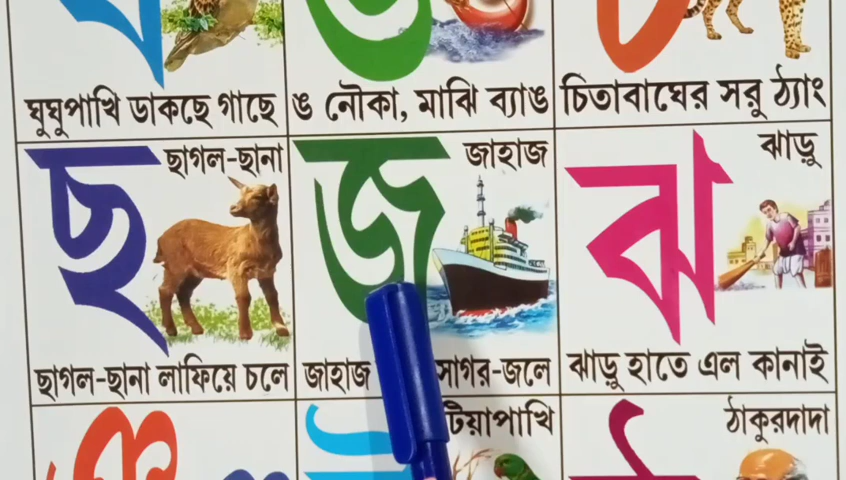 ঘুঘুপাখি ডাকছে গাছে
ঙ নৌকা, মাঝি ব্যাঙ
চিতাবাঘের সরু ঠ্যাং
ছ ছাগল-ছানা
ছাগল-ছানা লাফিয়ে চলে
জ জাহাজ
জাহাজ সাগর-জলে
ঝ ঝাড়ু
ঝাড়ু হাতে এল কানাই
টিয়াপাখি
ঠাকুরদাদা